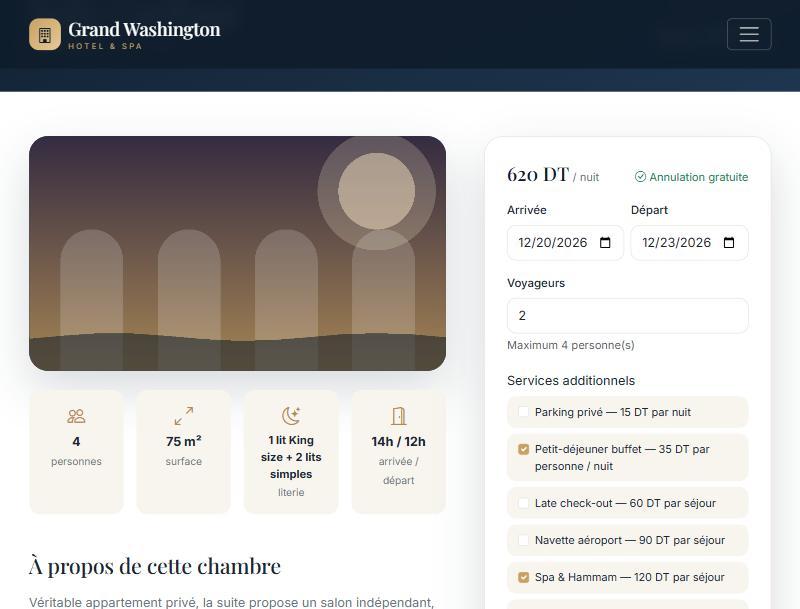 Grand Washington
HOTEL & SPA
620 DT / nuit
Annulation gratuite
Arrivée
Départ
12/20/2026
12/23/2026
Voyageurs
2
Maximum 4 personne(s)
Services additionnels
Parking privé — 15 DT par nuit
Petit-déjeuner buffet — 35 DT par
personne / nuit
Late check-out — 60 DT par séjour
Navette aéroport — 90 DT par séjour
Spa & Hammam — 120 DT par séjour
4
personnes
75 m²
surface
1 lit King
size + 2 lits
simples
literie
14h / 12h
arrivée /
départ
À propos de cette chambre
Véritable appartement privé, la suite propose un salon indépendant,